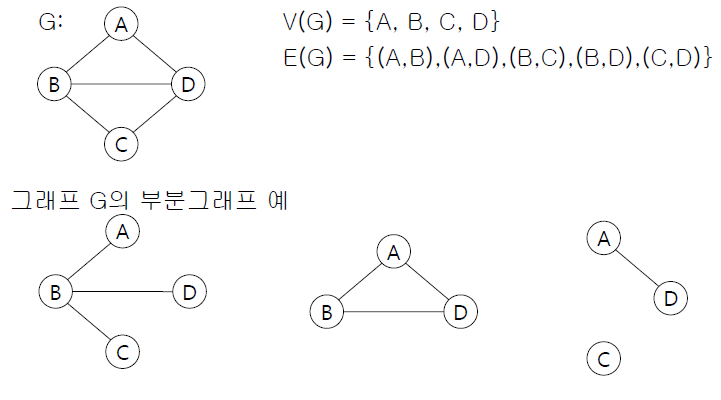 G:
A
B
D
C
V(G) = {A, B, C, D}
E(G) = {(A,B),(A,D),(B,C),(B,D),(C,D)}
그래프 G의 부분그래프 예
A
B
D
C
A
B
D
A
D
C